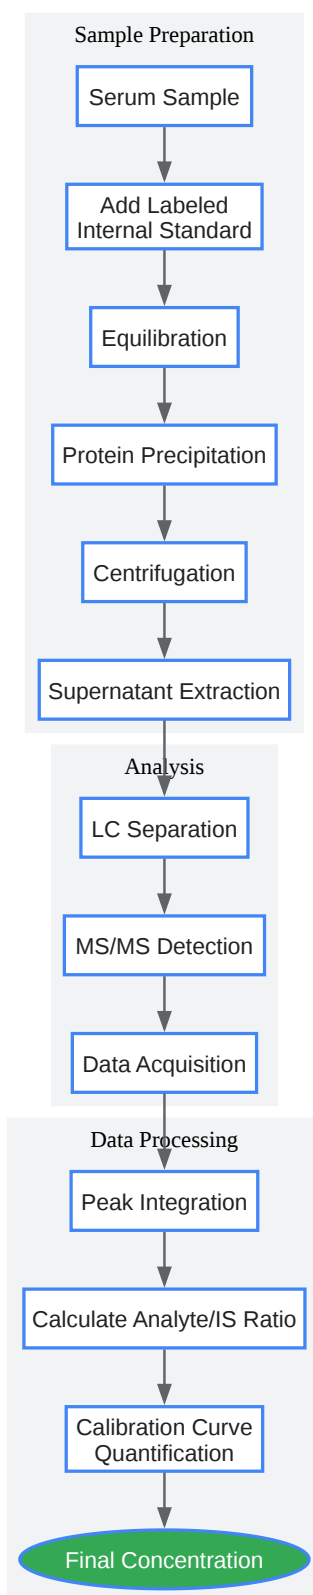 Sample Preparation
Serum Sample
Add Labeled
Internal Standard
Equilibration
Protein Precipitation
Centrifugation
Supernatant Extraction
Analysis
LC Separation
MS/MS Detection
Data Acquisition
Data Processing
Peak Integration
Calculate Analyte/IS Ratio
Calibration Curve
Quantification
Final Concentration